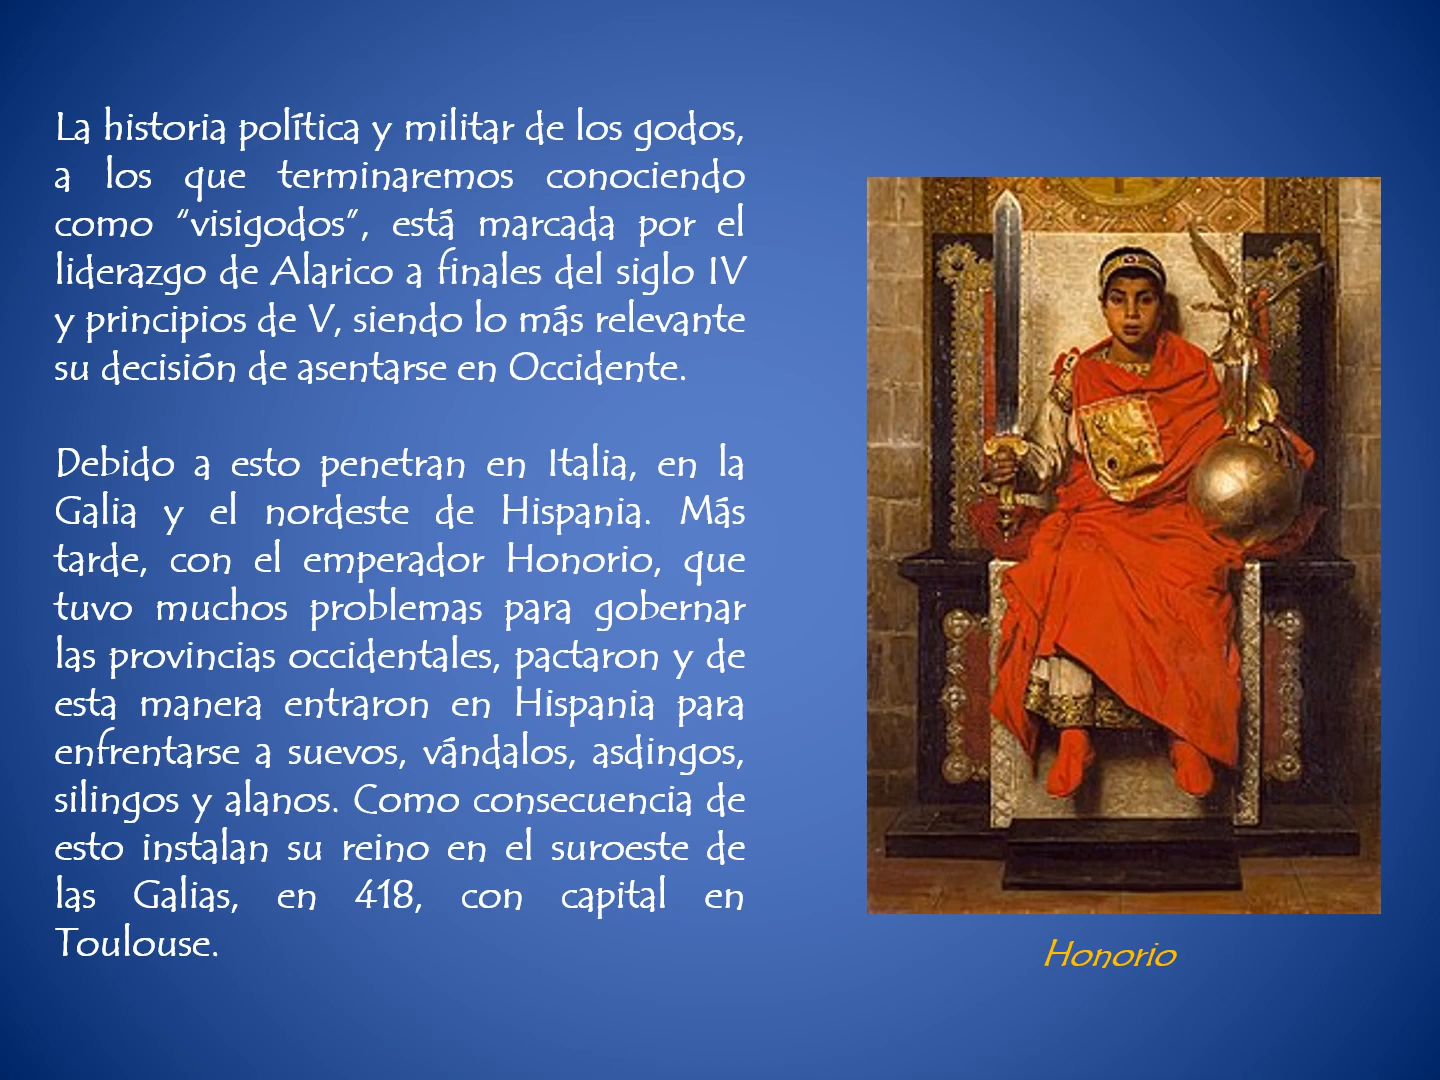 La historia política y militar de los godos,
a los que terminaremos conociendo
como “visigodos”, está marcada por el
liderazgo de Alarico a finales del siglo IV
y principios de V, siendo lo más relevante
su decisión de asentarse en Occidente.
Debido a esto penetran en Italia, en la
Galia y el nordeste de Hispania. Más
tarde, con el emperador Honorio, que
tuvo muchos problemas para gobernar
las provincias occidentales, pactaron y de
esta manera entraron en Hispania para
enfrentarse a suevos, vándalos, asdingos,
silingos y alanos. Como consecuencia de
esto instalan su reino en el suroeste de
las Galias, en 418, con capital en
Toulouse.
Honorio